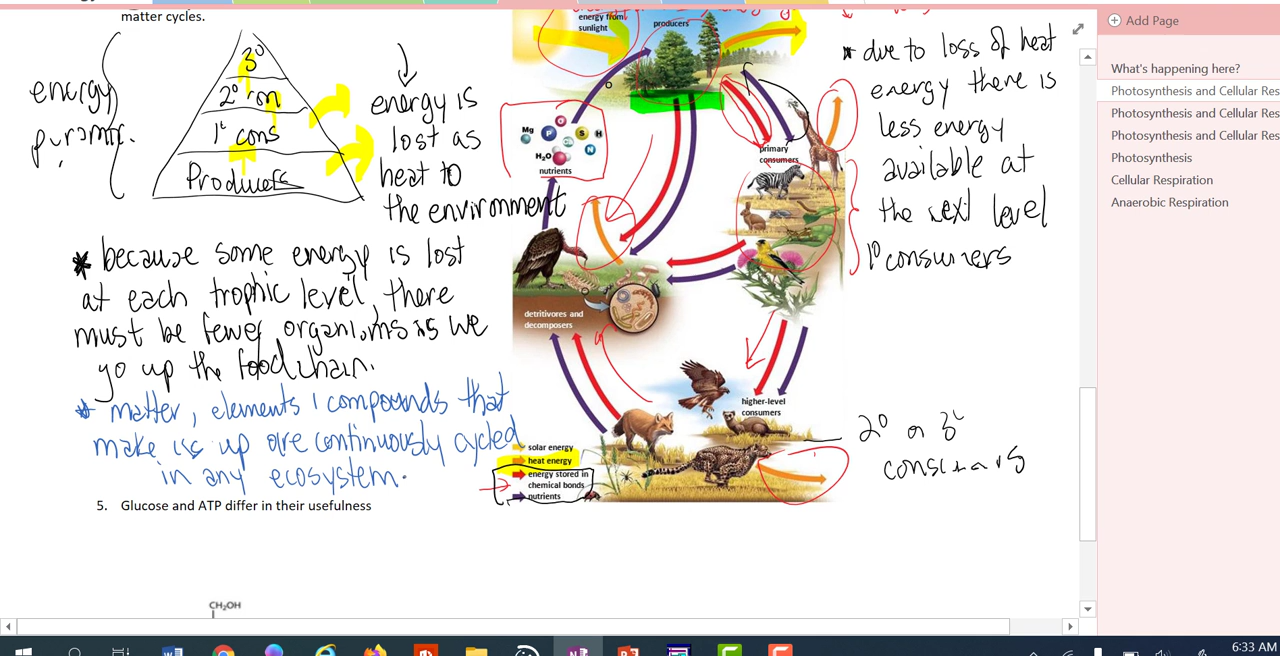 matter cycles.
energy
3°
2° con
1° cons
Producers
energy is
lost as
heat to
the environment
* because some energy is lost
at each trophic level, there
must be fewer organisms as we
go up the food chain.
* matter, elements, compounds that
make us up are continuously cycled
in any ecosystem.
5. Glucose and ATP differ in their usefulness
CH₂OH
energy from
sunlight
producers
Mg
P
S
H
N
H₂O
nutrients
primary
consumers
detritivores and
decomposers
higher-level
consumers
solar energy
heat energy
energy stored in
chemical bonds
nutrients
* due to loss of heat
energy there is
less energy
available at
the next level
1° consumers
2° or 3°
consumers
Add Page
What's happening here?
Photosynthesis and Cellular Res
Photosynthesis and Cellular Res
Photosynthesis and Cellular Res
Photosynthesis
Cellular Respiration
Anaerobic Respiration
6:33 AM